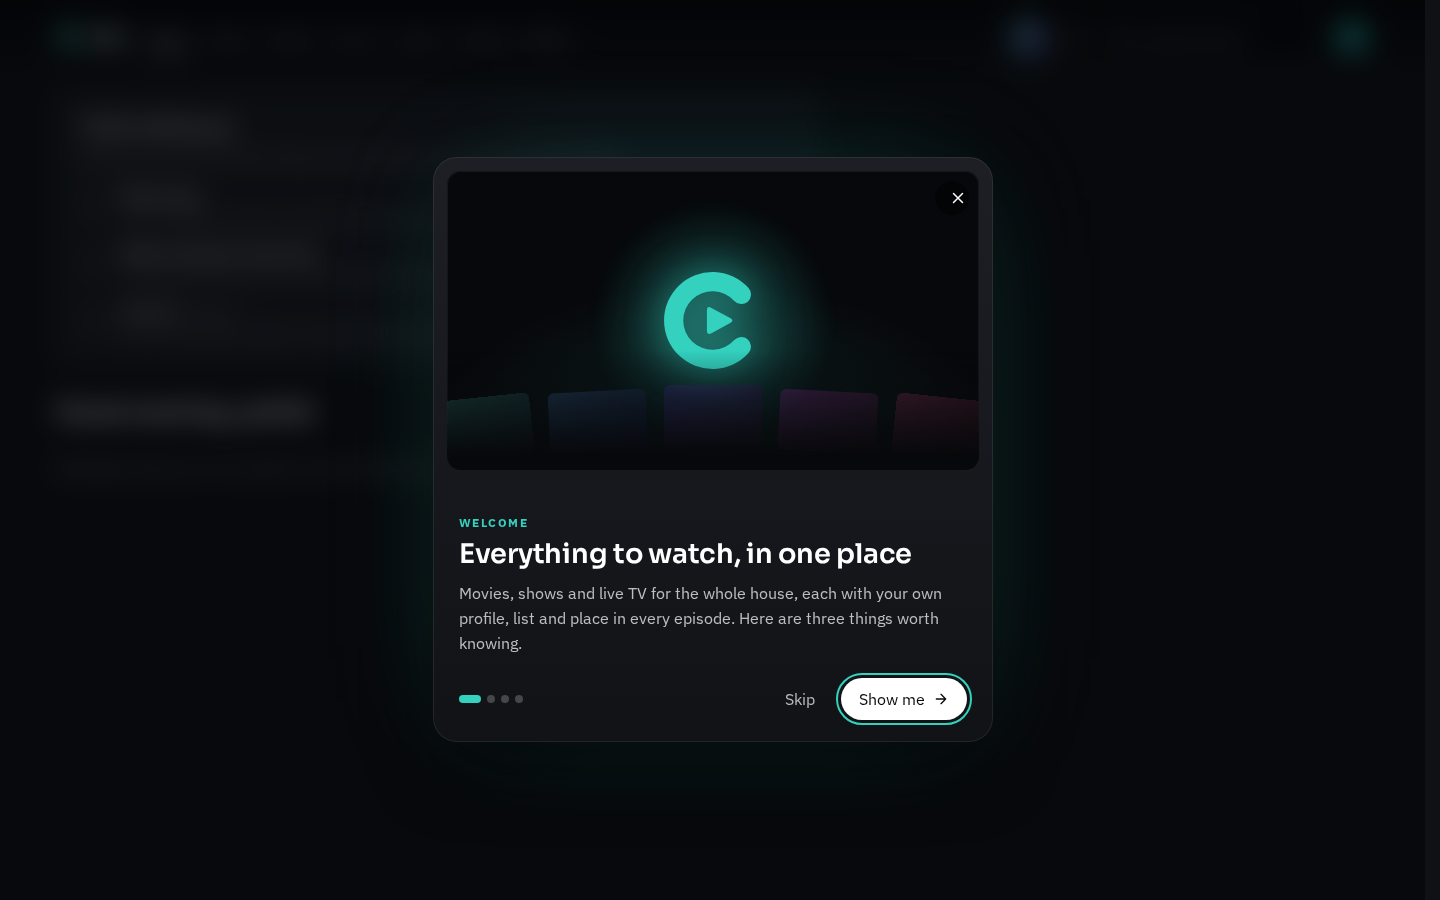 WELCOME
Everything to watch, in one place
Movies, shows and live TV for the whole house, each with your own
profile, list and place in every episode. Here are three things worth
knowing.
Skip
Show me